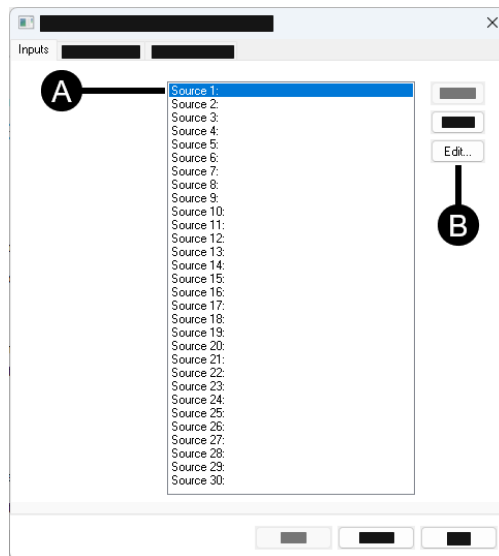 Inputs
A
Source 1:
Source 2:
Source 3:
Source 4:
Source 5:
Source 6:
Source 7:
Source 8:
Source 9:
Source 10:
Source 11:
Source 12:
Source 13:
Source 14:
Source 15:
Source 16:
Source 17:
Source 18:
Source 19:
Source 20:
Source 21:
Source 22:
Source 23:
Source 24:
Source 25:
Source 26:
Source 27:
Source 28:
Source 29:
Source 30:
Edit...
B